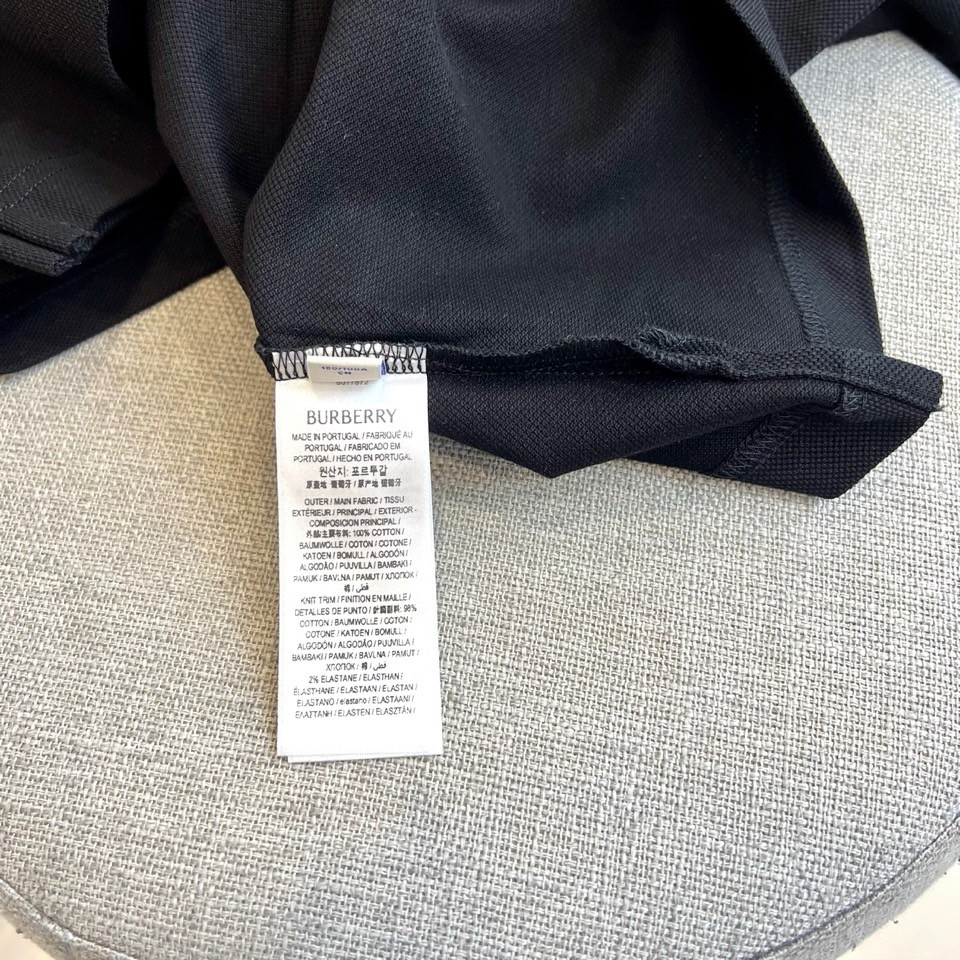 BURBERRY
MADE IN PORTUGAL / FABRIQUÉ AU
PORTUGAL / FABRICADO EM
PORTUGAL / HECHO EN PORTUGAL
원산지: 포르투갈
原產地 葡萄牙 / 原产地 葡萄牙
OUTER / MAIN FABRIC / TISSU
EXTÉRIEUR / PRINCIPAL / EXTERIOR -
COMPOSICION PRINCIPAL /
外部/主要布料: 100% COTTON /
BAUMWOLLE / COTON / COTONE /
KATOEN / BOMULL / ALGODÓN /
ALGODÃO / PUUVILLA / BAMBAKI /
PAMUK / BAVLNA / PAMUT / ХЛОПОК /
棉 / قطن
KNIT TRIM / FINITION EN MAILLE /
DETALLES DE PUNTO / 針織副料: 98%
COTTON / BAUMWOLLE / COTON /
COTONE / KATOEN / BOMULL /
ALGODÓN / ALGODÃO / PUUVILLA /
BAMBAKI / PAMUK / BAVLNA / PAMUT /
ХЛОПОК / 棉 / قطن
2% ELASTANE / ELASTHAN /
ÉLASTHANE / ELASTAAN / ELASTAN /
ELASTANO / elastano / ELASTAANI /
ΕΛΑΣΤΑΝΗ / ELASTEN / ELASZTÁN /